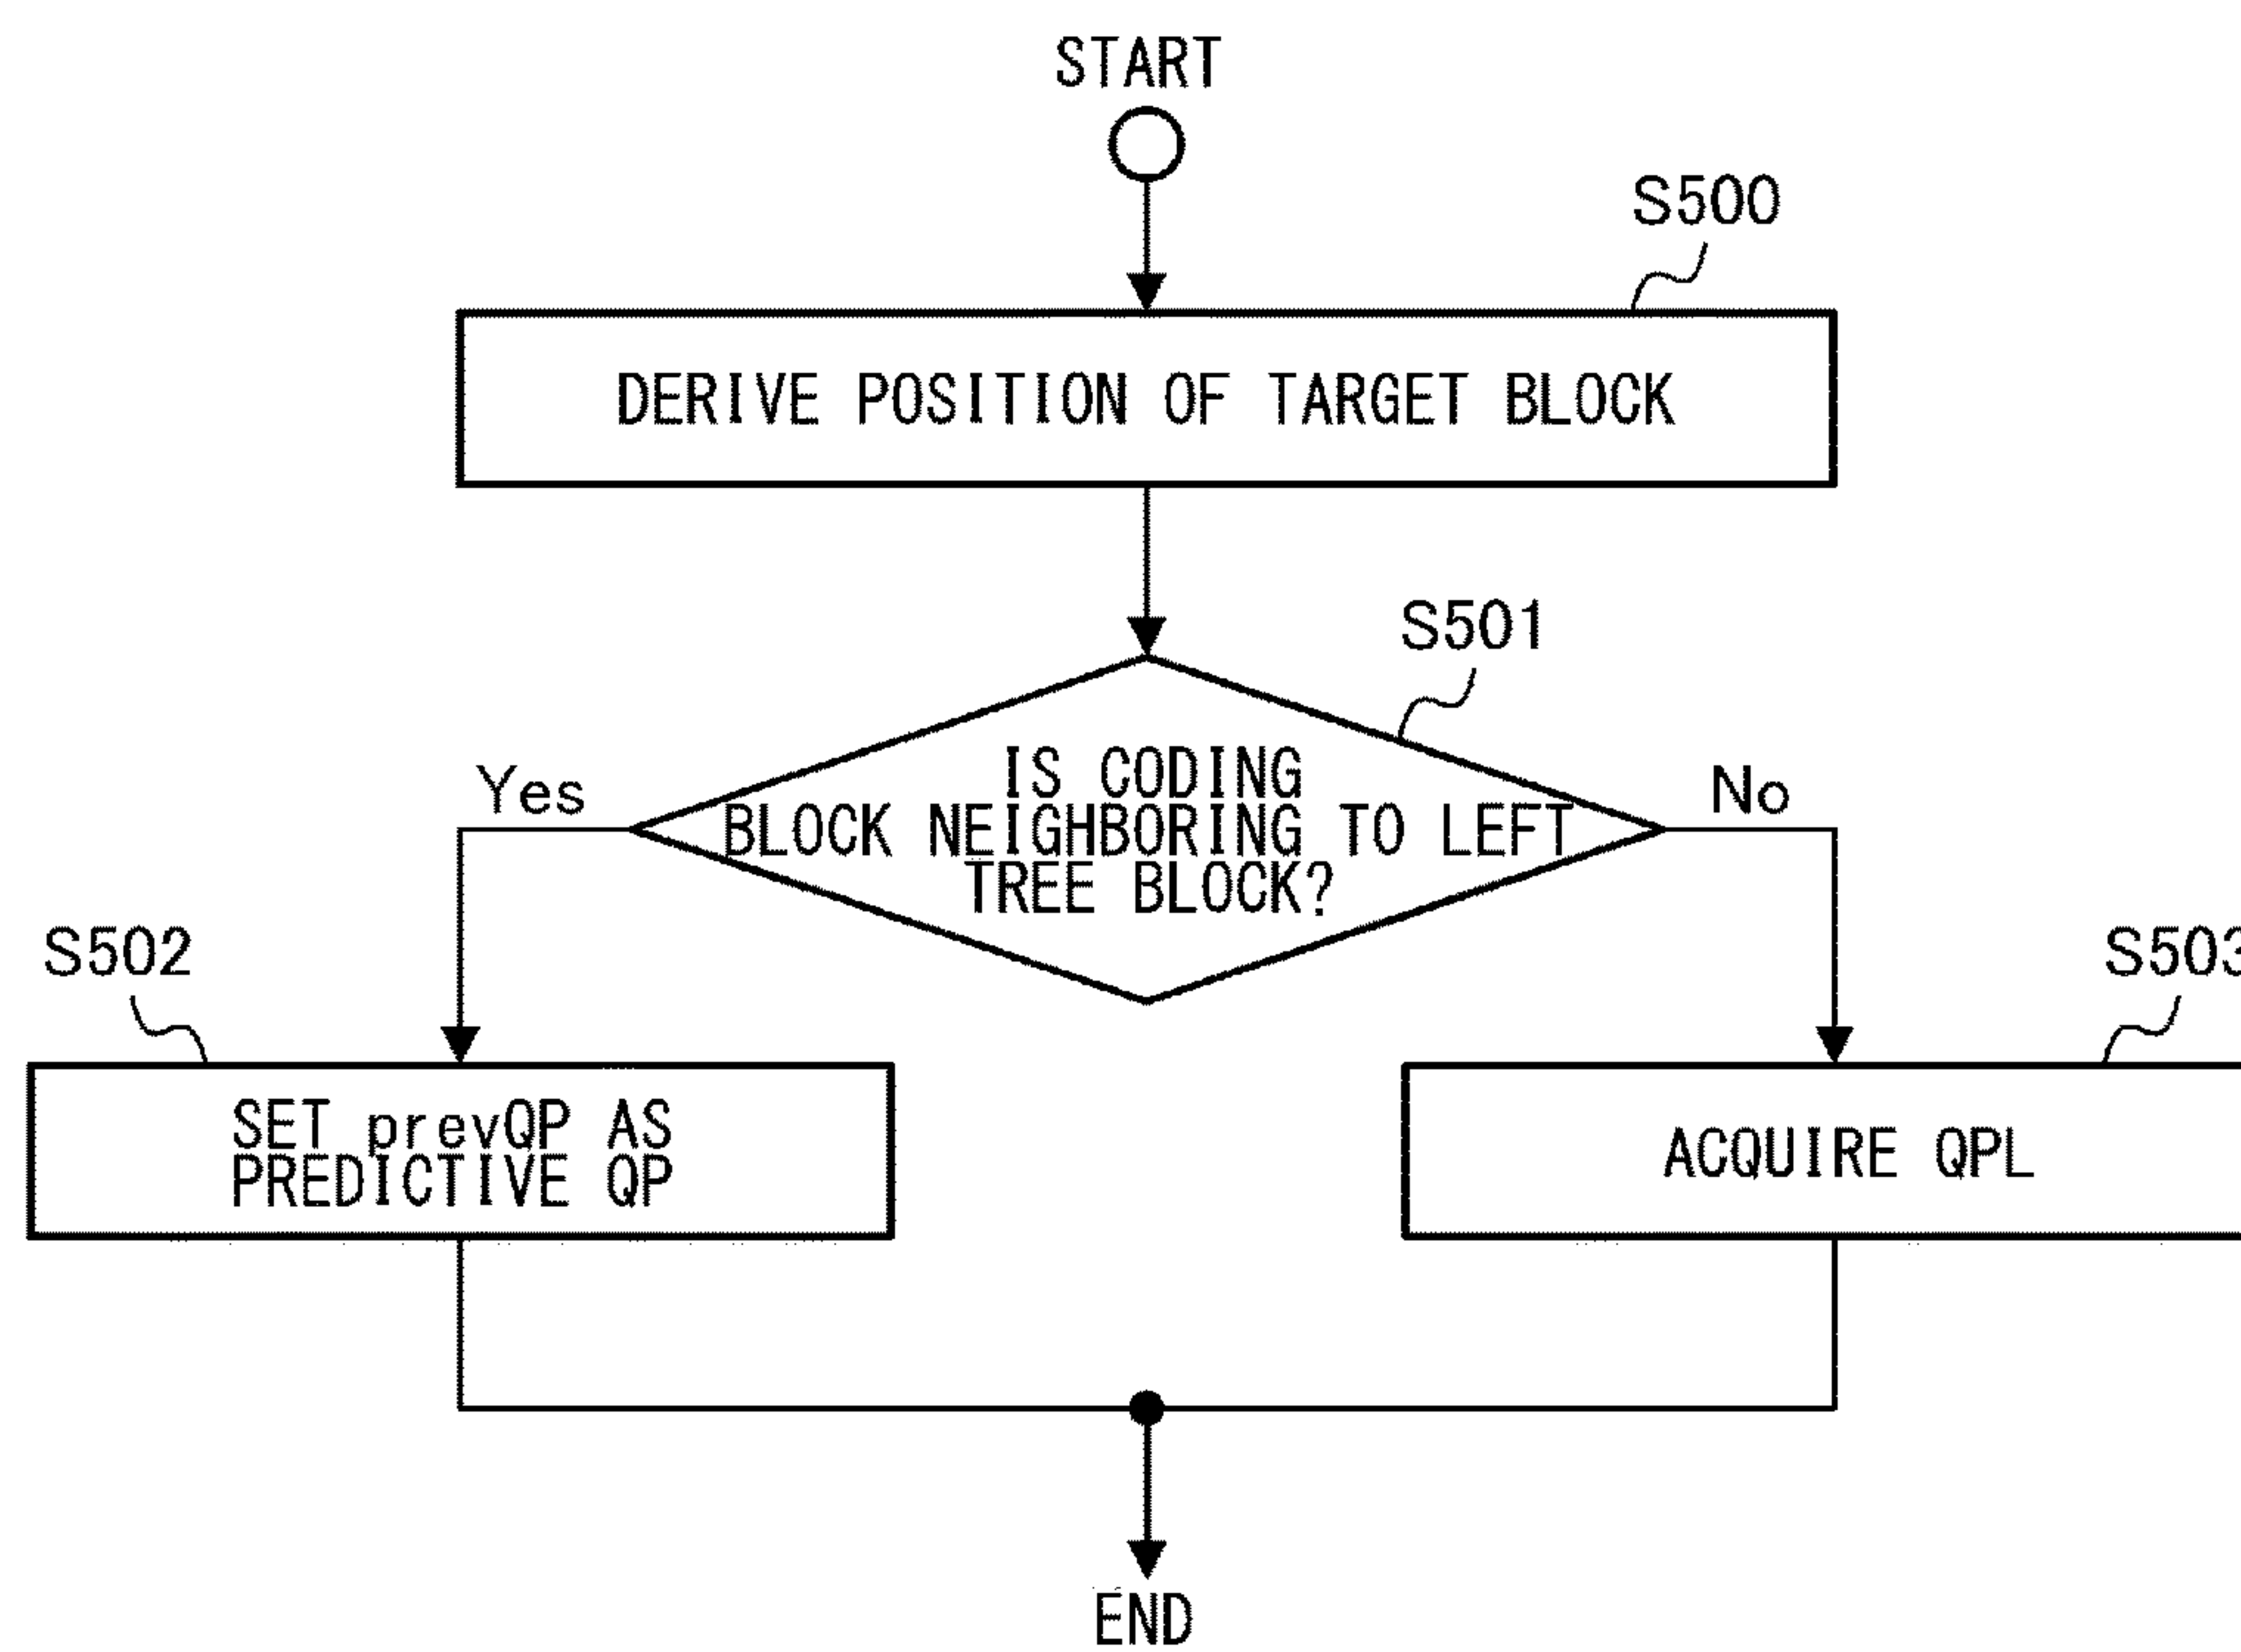 START
S500
DERIVE POSITION OF TARGET BLOCK
S501
IS CODING
BLOCK NEIGHBORING TO LEFT
TREE BLOCK?
Yes
No
S502
S503
SET prevQP AS
PREDICTIVE QP
ACQUIRE QPL
END